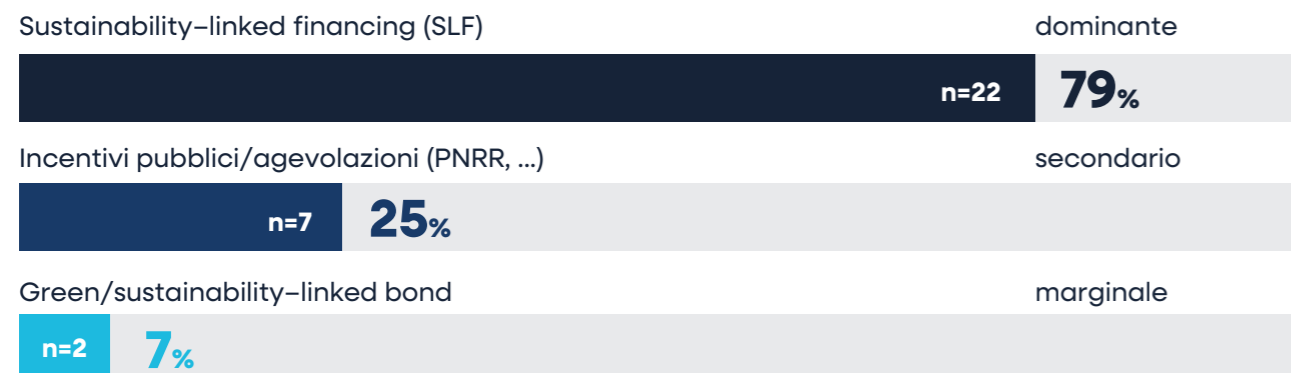 Sustainability–linked financing (SLF) dominante
n=22 79%
Incentivi pubblici/agevolazioni (PNRR, ...) secondario
n=7 25%
Green/sustainability–linked bond marginale
n=2 7%